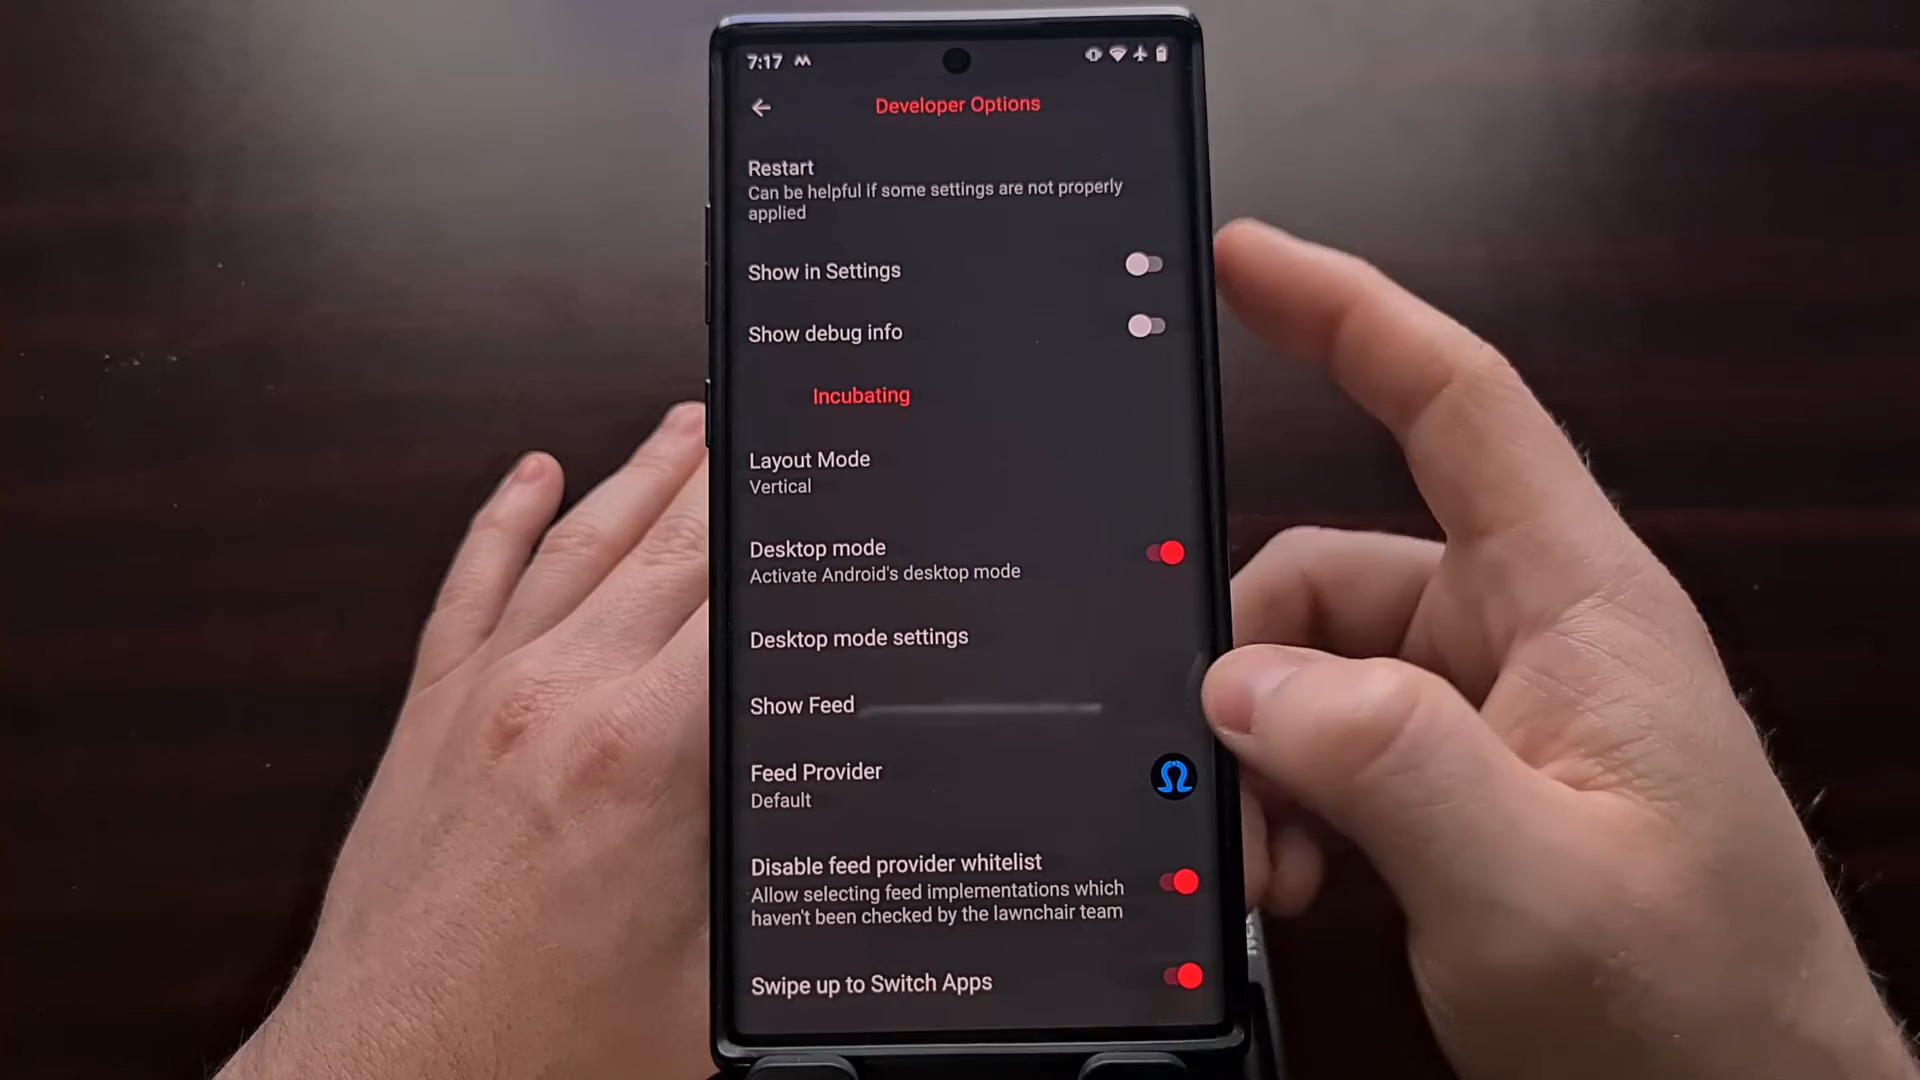 7:17
Developer Options
Restart
Can be helpful if some settings are not properly
applied
Show in Settings
Show debug info
Incubating
Layout Mode
Vertical
Desktop mode
Activate Android's desktop mode
Desktop mode settings
Show Feed
Feed Provider
Default
Disable feed provider whitelist
Allow selecting feed implementations which
haven't been checked by the lawnchair team
Swipe up to Switch Apps